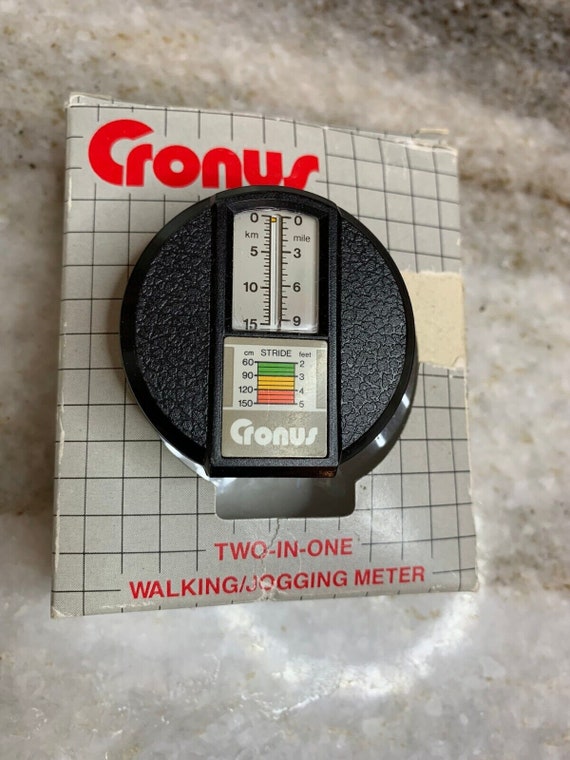 Cronus
0 0
km mile
5 3
10 6
15 9
cm STRIDE feet
60 2
90 3
120 4
150 5
Cronus
TWO-IN-ONE
WALKING/JOGGING METER